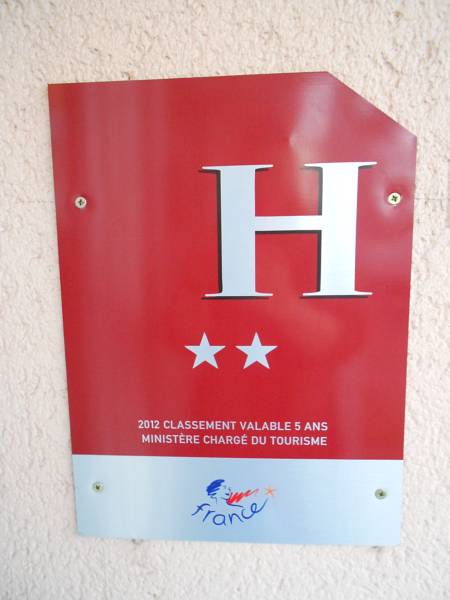 H
2012 CLASSEMENT VALABLE 5 ANS
MINISTÈRE CHARGÉ DU TOURISME
france